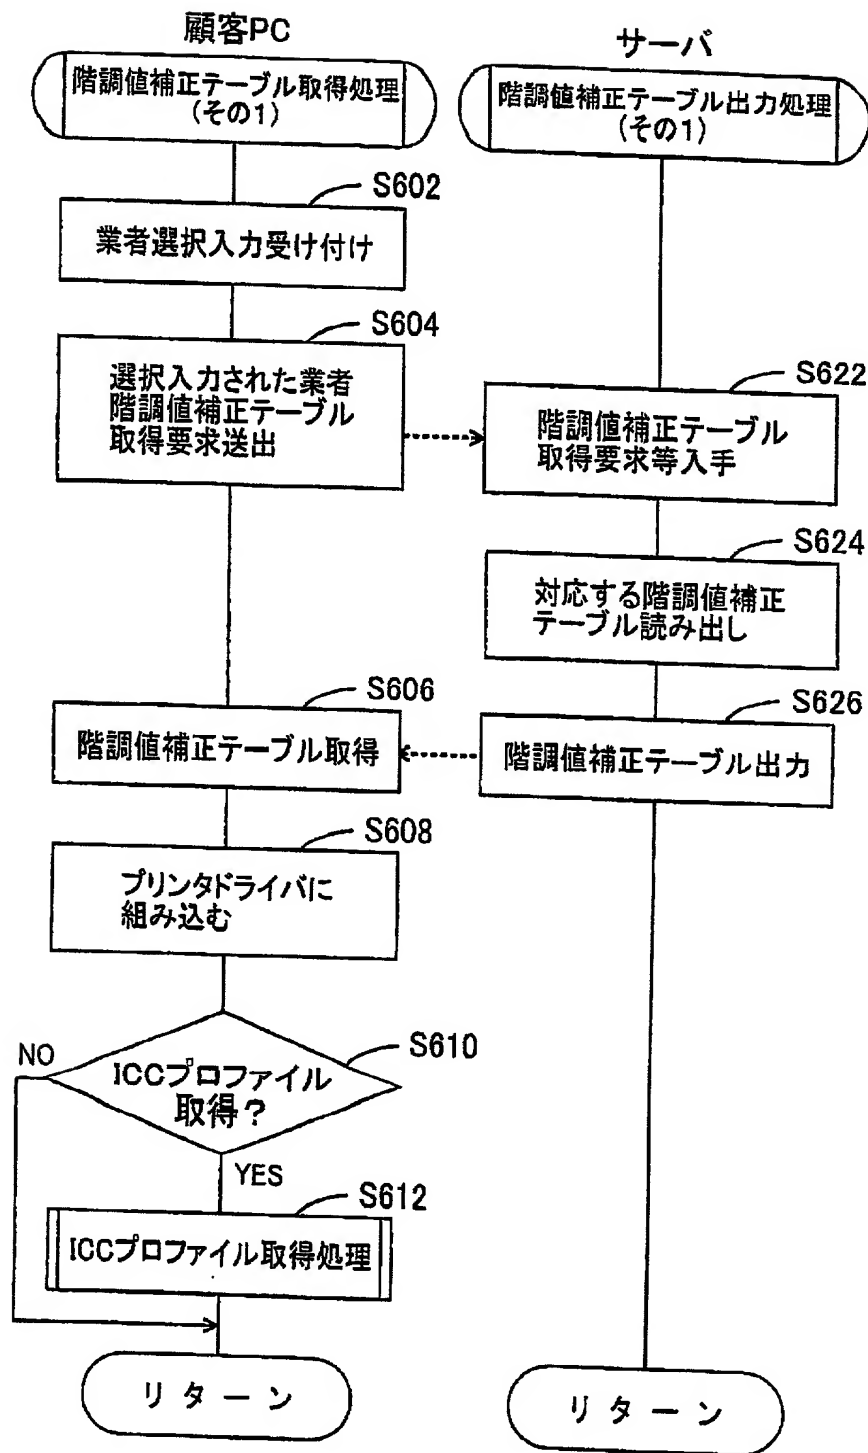 顧客PC
階調値補正テーブル取得処理
(その1)
S602
業者選択入力受け付け
S604
選択入力された業者
階調値補正テーブル
取得要求送出
S606
階調値補正テーブル取得
S608
プリンタドライバに
組み込む
S610
ICCプロファイル
取得?
NO
YES
S612
ICCプロファイル取得処理
リターン
サーバ
階調値補正テーブル出力処理
(その1)
S622
階調値補正テーブル
取得要求等入手
S624
対応する階調値補正
テーブル読み出し
S626
階調値補正テーブル出力
リターン